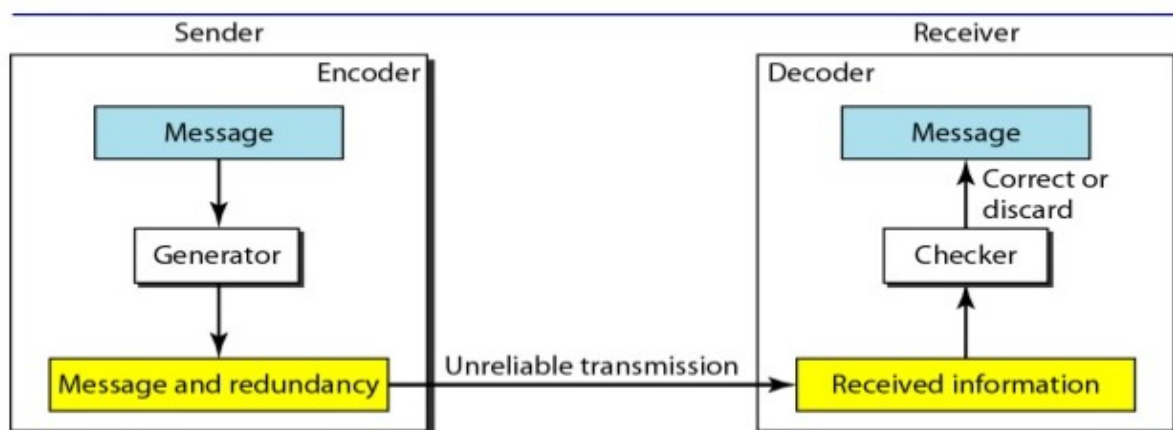 Sender
Receiver
Encoder
Decoder
Message
Message
Correct or
discard
Generator
Checker
Unreliable transmission
Message and redundancy
Received information